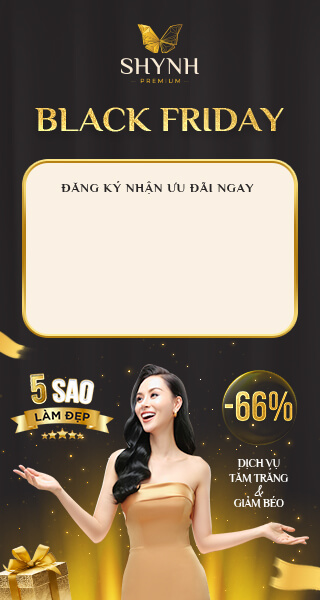 SHYNH
PREMIUM
BLACK FRIDAY
ĐĂNG KÝ NHẬN ƯU ĐÃI NGAY
5 SAO
LÀM ĐẸP
-66%
DỊCH VỤ
TẮM TRẮNG
&
GIẢM BÉO